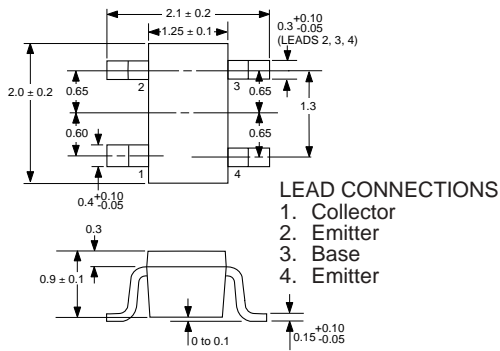 2.1 ± 0.2
1.25 ± 0.1
0.3 +0.10 -0.05
(LEADS 2, 3, 4)
2 3
2.0 ± 0.2
0.65 0.65
1.3
0.60 0.65
1 4
0.4 +0.10 -0.05
LEAD CONNECTIONS
1. Collector
2. Emitter
3. Base
4. Emitter
0.3
0.9 ± 0.1
0 to 0.1
0.15 +0.10 -0.05